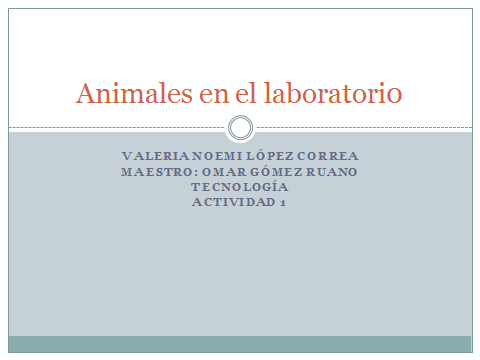 Animales en el laboratorio
VALERIA NOEMI LÓPEZ CORREA
MAESTRO: OMAR GÓMEZ RUANO
TECNOLOGÍA
ACTIVIDAD 1